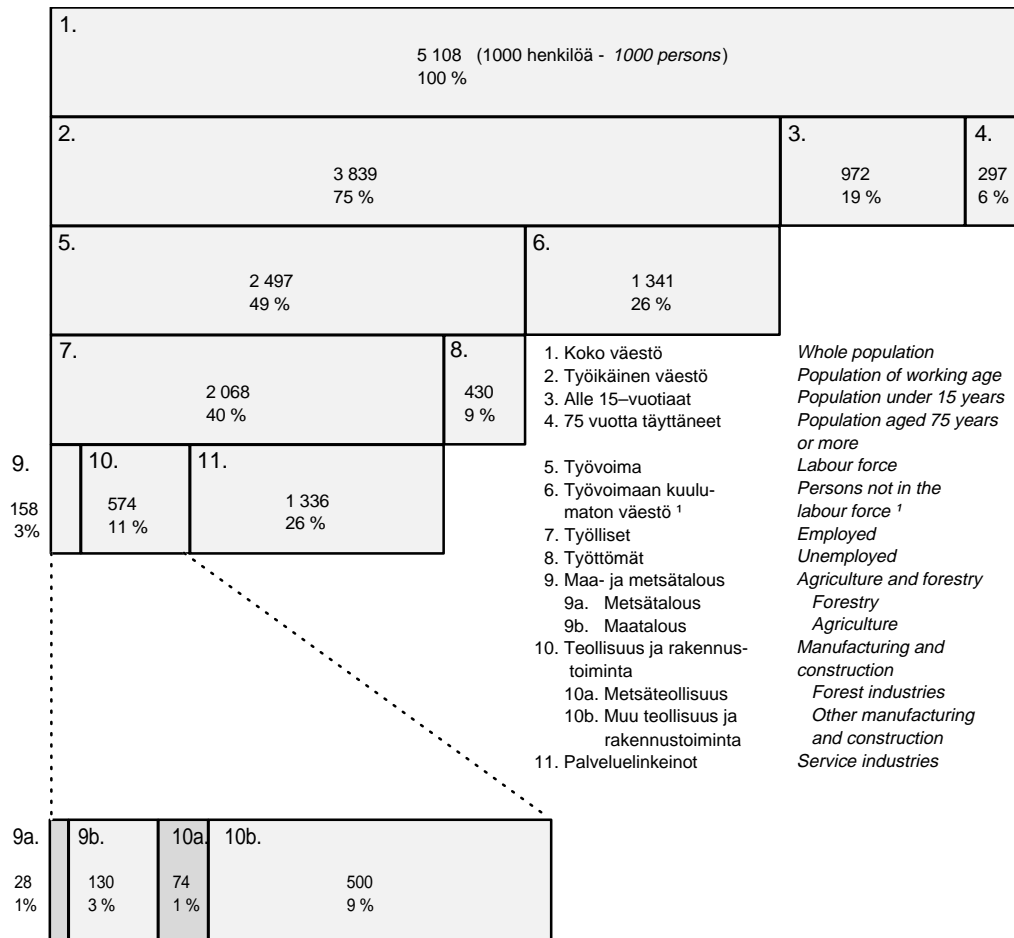 1.
5 108 (1000 henkilöä - 1000 persons)
100 %
2.
3 839
75 %
3.
972
19 %
4.
297
6 %
5.
2 497
49 %
6.
1 341
26 %
7.
2 068
40 %
8.
430
9 %
9.
158
3%
10.
574
11 %
11.
1 336
26 %
1. Koko väestö Whole population
2. Työikäinen väestö Population of working age
3. Alle 15–vuotiaat Population under 15 years
4. 75 vuotta täyttäneet Population aged 75 years
or more
5. Työvoima Labour force
6. Työvoimaan kuulu- Persons not in the
maton väestö ¹ labour force ¹
7. Työlliset Employed
8. Työttömät Unemployed
9. Maa- ja metsätalous Agriculture and forestry
9a. Metsätalous Forestry
9b. Maatalous Agriculture
10. Teollisuus ja rakennus- Manufacturing and
toiminta construction
10a. Metsäteollisuus Forest industries
10b. Muu teollisuus ja Other manufacturing
rakennustoiminta and construction
11. Palveluelinkeinot Service industries
9a.
28
1%
9b.
130
3 %
10a.
74
1 %
10b.
500
9 %